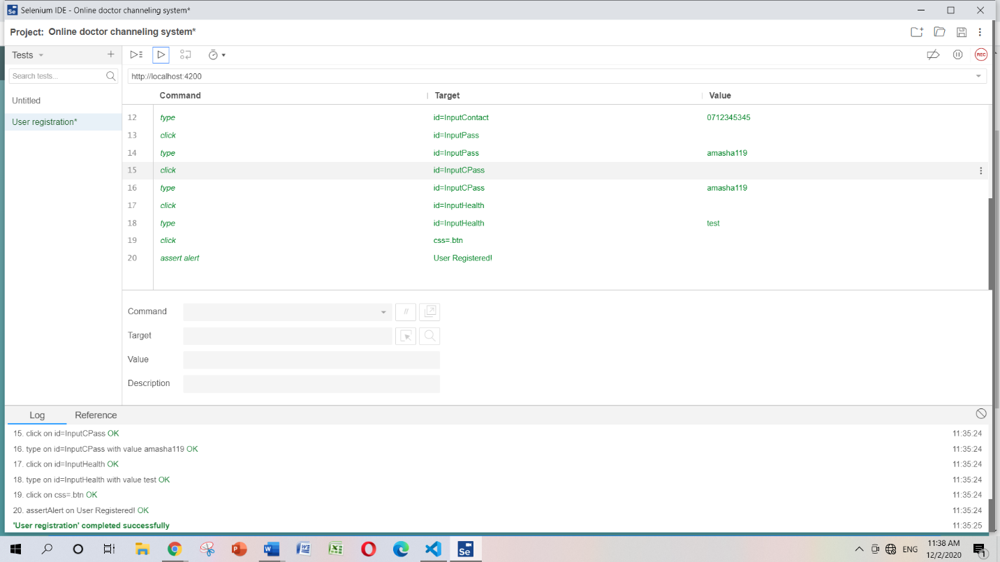 Selenium IDE - Online doctor channeling system*
Project: Online doctor channeling system*
Tests
Search tests...
Untitled
User registration*
REC
http://localhost:4200
Command Target Value
12 type id=InputContact 0712345345
13 click id=InputPass
14 type id=InputPass amasha119
15 click id=InputCPass
16 type id=InputCPass amasha119
17 click id=InputHealth
18 type id=InputHealth test
19 click css=.btn
20 assert alert User Registered!
Command //
Target
Value
Description
Log Reference
15. click on id=InputCPass OK 11:35:24
16. type on id=InputCPass with value amasha119 OK 11:35:24
17. click on id=InputHealth OK 11:35:24
18. type on id=InputHealth with value test OK 11:35:24
19. click on css=.btn OK 11:35:24
20. assertAlert on User Registered! OK 11:35:24
'User registration' completed successfully 11:35:25
ENG
11:38 AM
12/2/2020
1